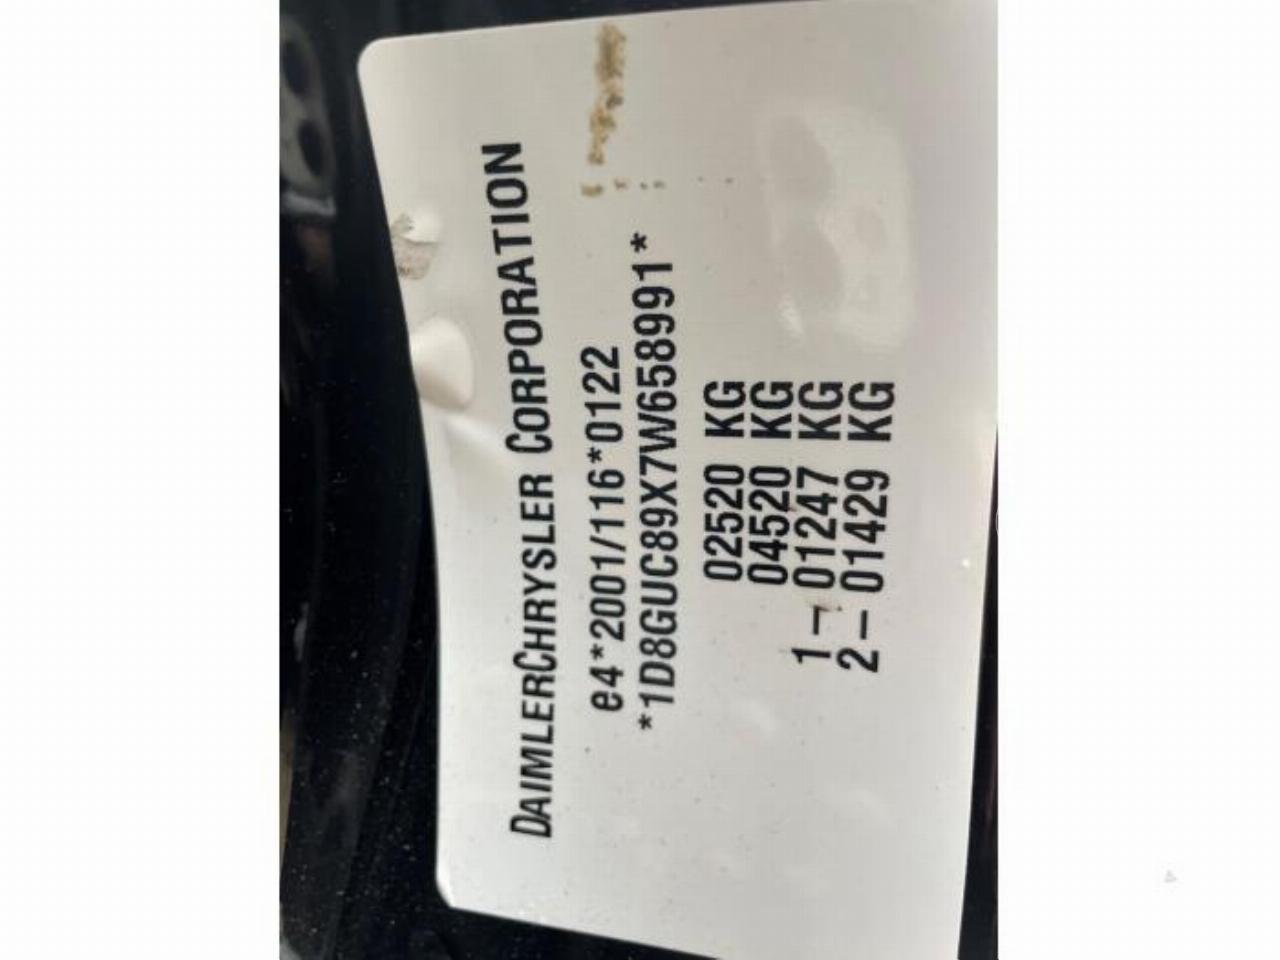 DAIMLERCHRYSLER CORPORATION
e4*2001/116*0122
*1D8GUC89X7W658991*
02520 KG
04520 KG
1– 01247 KG
2– 01429 KG